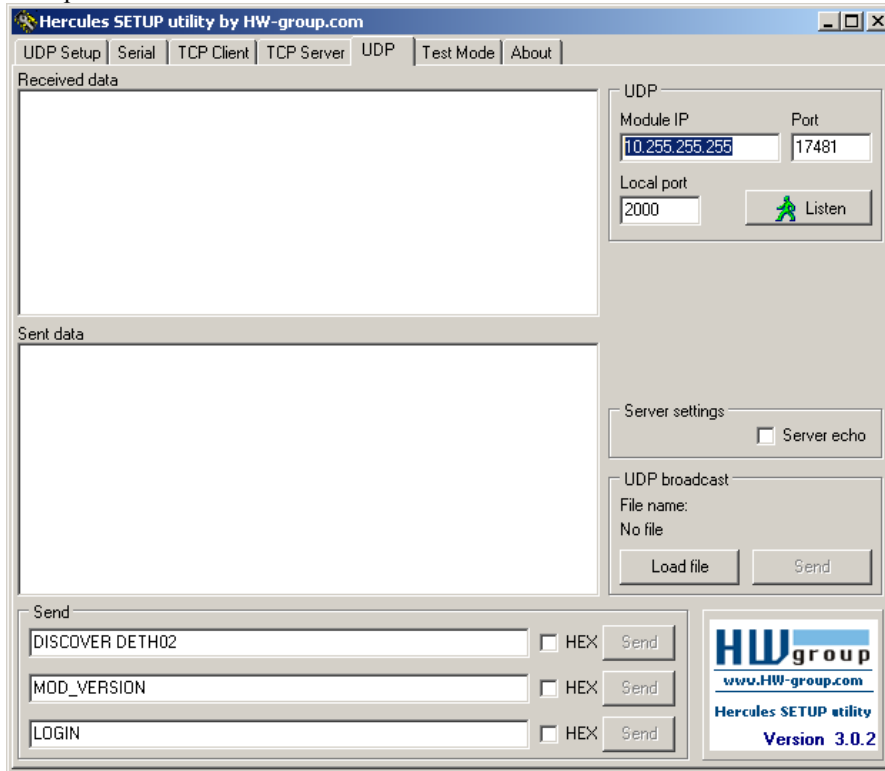 Hercules SETUP utility by HW-group.com
UDP Setup Serial TCP Client TCP Server UDP Test Mode About
Received data
UDP
Module IP Port
10.255.255.255 17481
Local port
2000 Listen
Sent data
Server settings
Server echo
UDP broadcast
File name:
No file
Load file Send
Send
DISCOVER DETH02 HEX Send
MOD_VERSION HEX Send
LOGIN HEX Send
HW group
www.HW-group.com
Hercules SETUP utility
Version 3.0.2